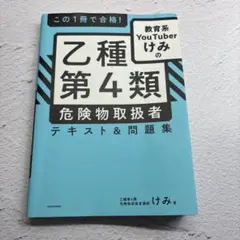 この1冊で合格!
教育系
YouTuber
けみの
乙種
第4類
危険物取扱者
テキスト&問題集
けみ 著